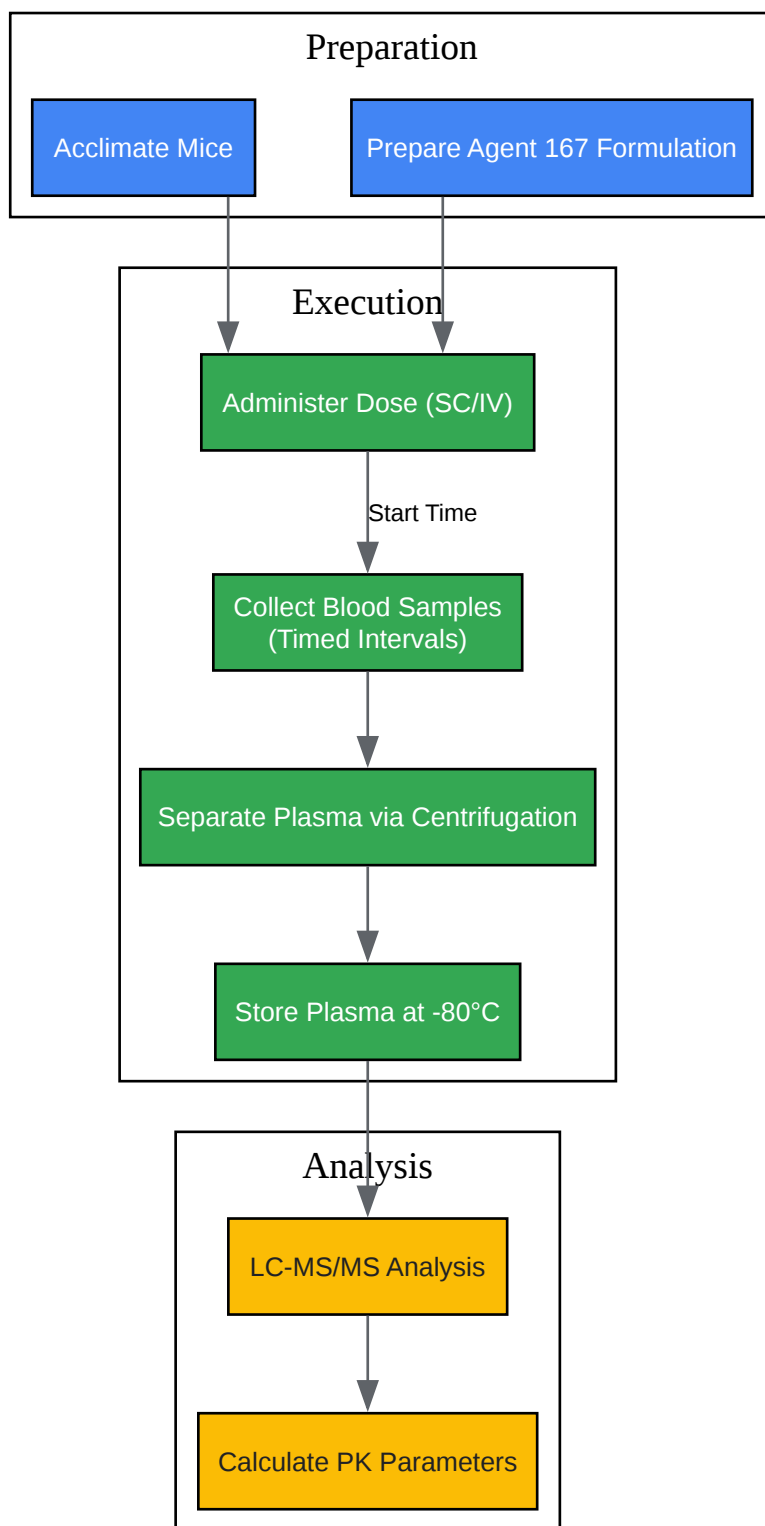 Preparation
Acclimate Mice
Prepare Agent 167 Formulation
Execution
Administer Dose (SC/IV)
Start Time
Collect Blood Samples
(Timed Intervals)
Separate Plasma via Centrifugation
Store Plasma at -80°C
Analysis
LC-MS/MS Analysis
Calculate PK Parameters